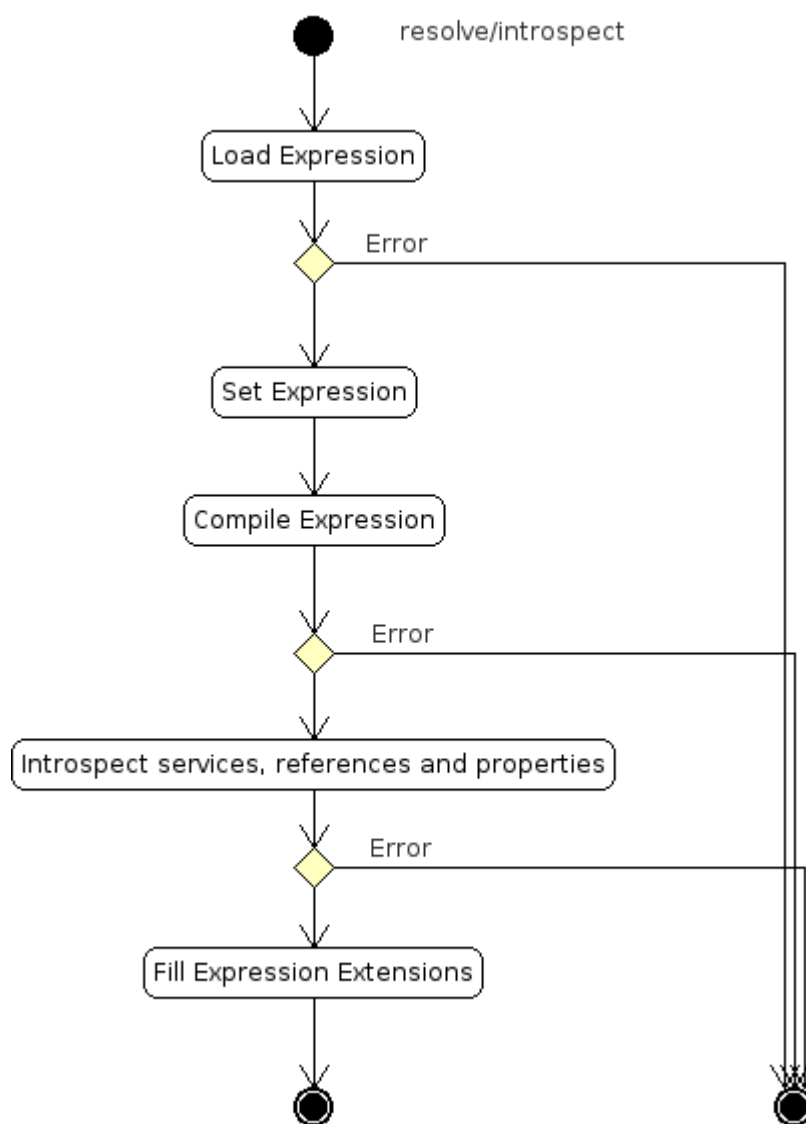 resolve/introspect
Load Expression
Error
Set Expression
Compile Expression
Error
Introspect services, references and properties
Error
Fill Expression Extensions